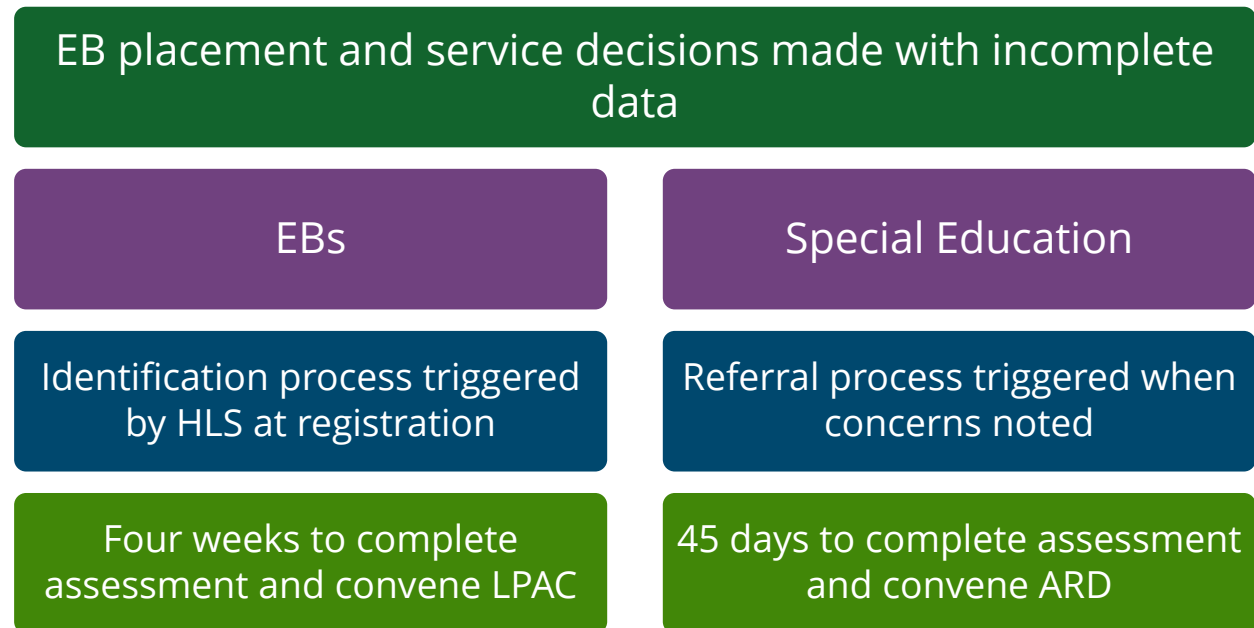 EB placement and service decisions made with incomplete
data
EBs
Special Education
Identification process triggered
by HLS at registration
Referral process triggered when
concerns noted
Four weeks to complete
assessment and convene LPAC
45 days to complete assessment
and convene ARD